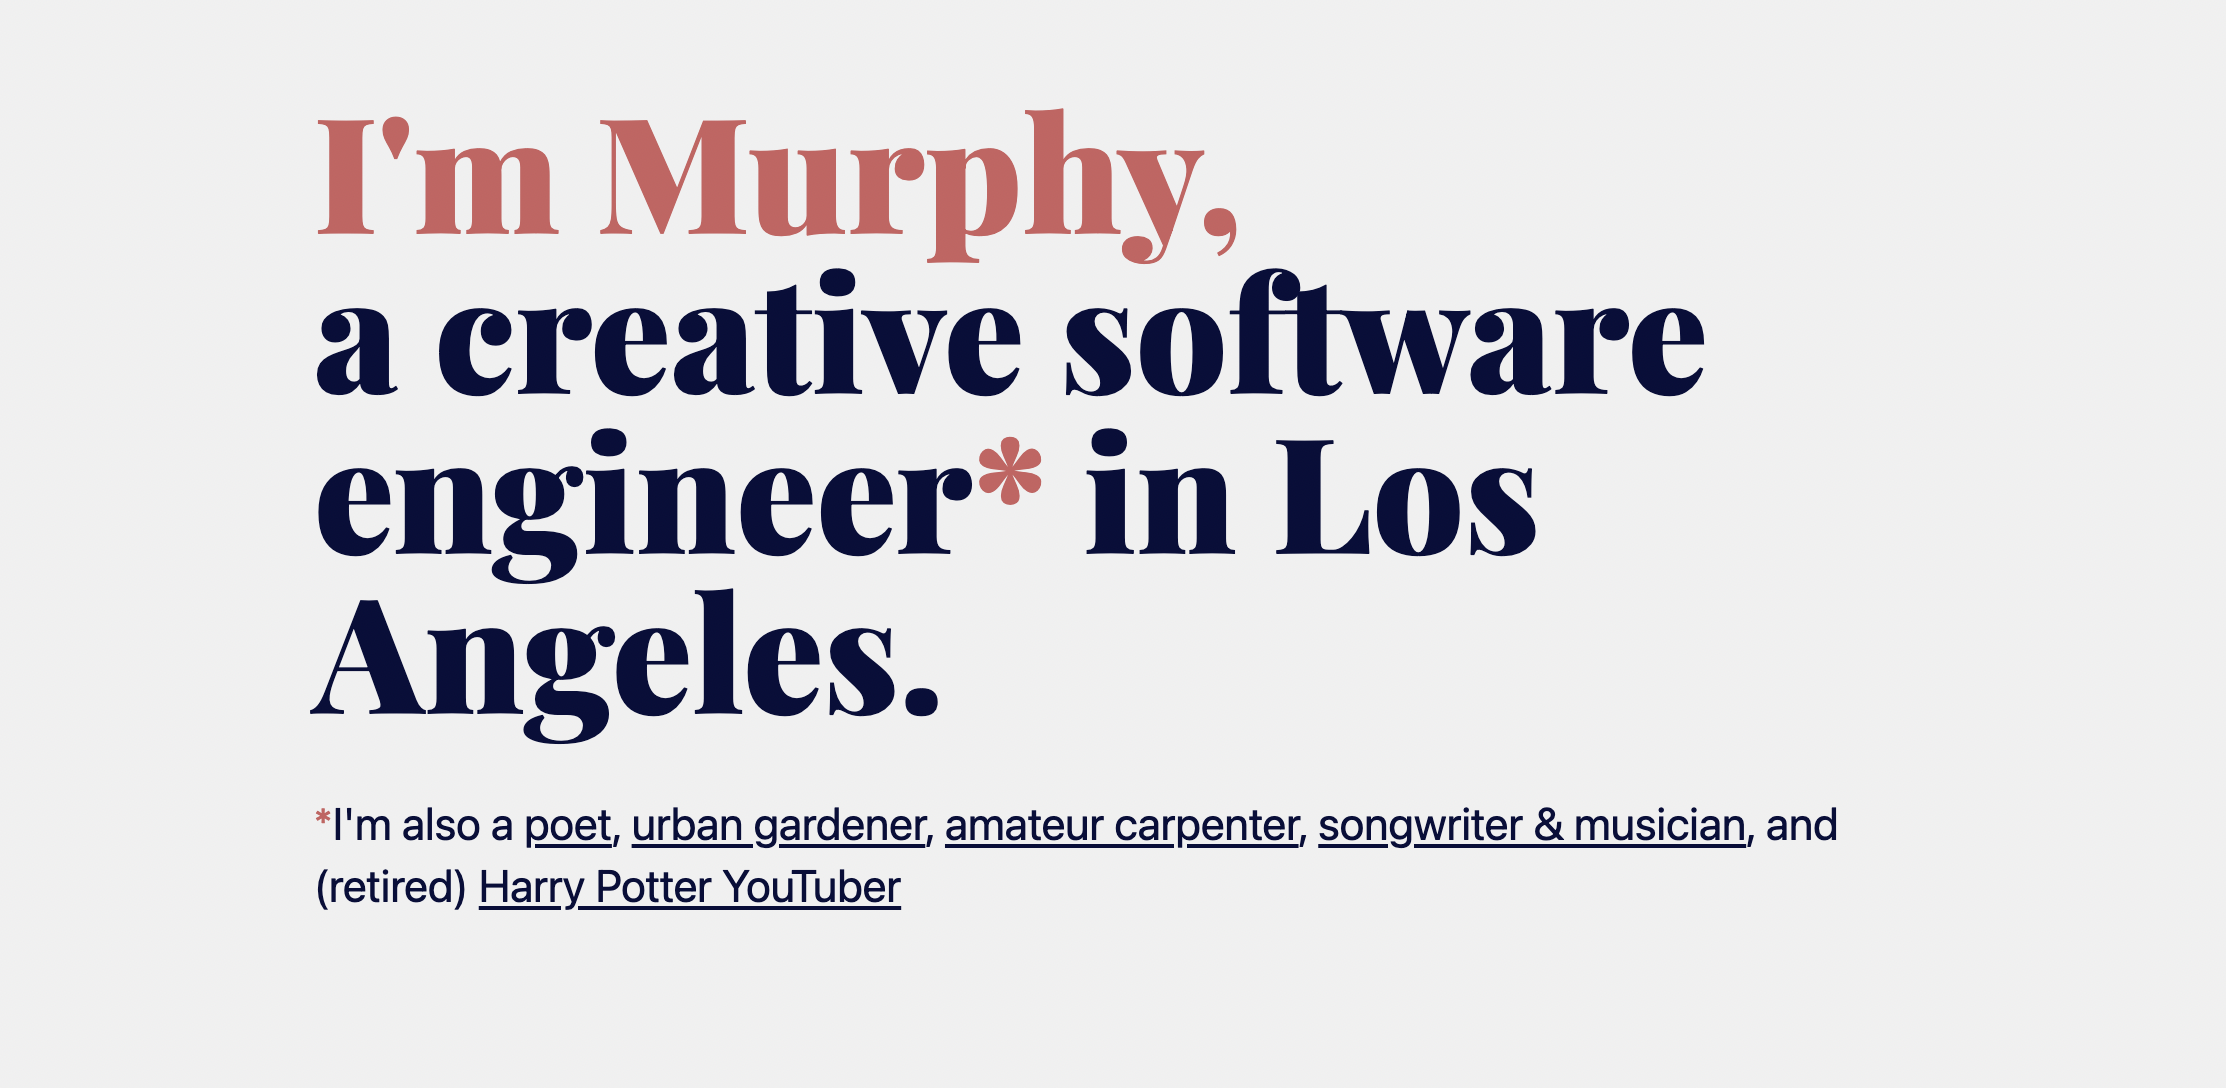 I'm Murphy,
a creative software
engineer* in Los
Angeles.
*I'm also a poet, urban gardener, amateur carpenter, songwriter & musician, and
(retired) Harry Potter YouTuber